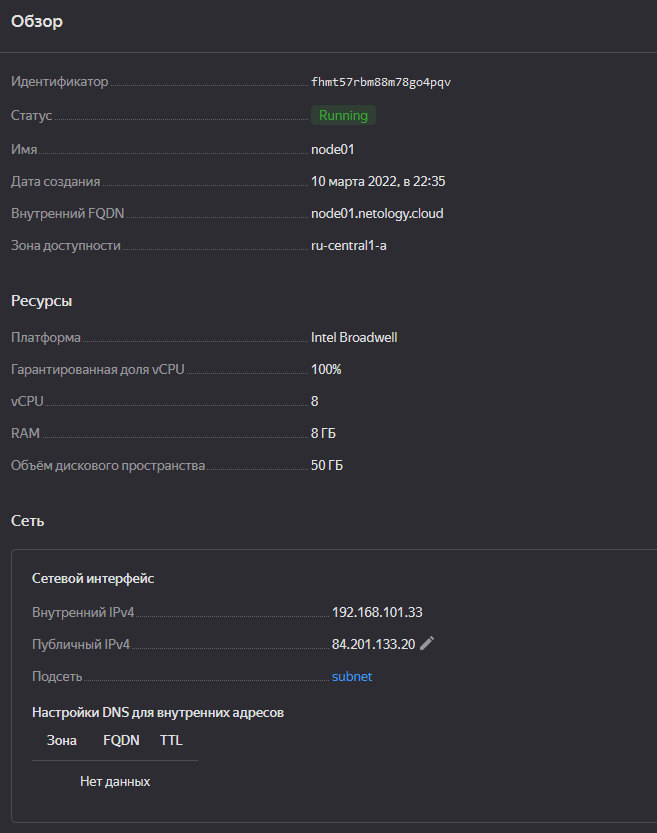 Обзор
Идентификатор fhmt57rbm88m78go4pqv
Статус Running
Имя node01
Дата создания 10 марта 2022, в 22:35
Внутренний FQDN node01.netology.cloud
Зона доступности ru-central1-a
Ресурсы
Платформа Intel Broadwell
Гарантированная доля vCPU 100%
vCPU 8
RAM 8 ГБ
Объём дискового пространства 50 ГБ
Сеть
Сетевой интерфейс
Внутренний IPv4 192.168.101.33
Публичный IPv4 84.201.133.20
Подсеть subnet
Настройки DNS для внутренних адресов
Зона FQDN TTL
Нет данных